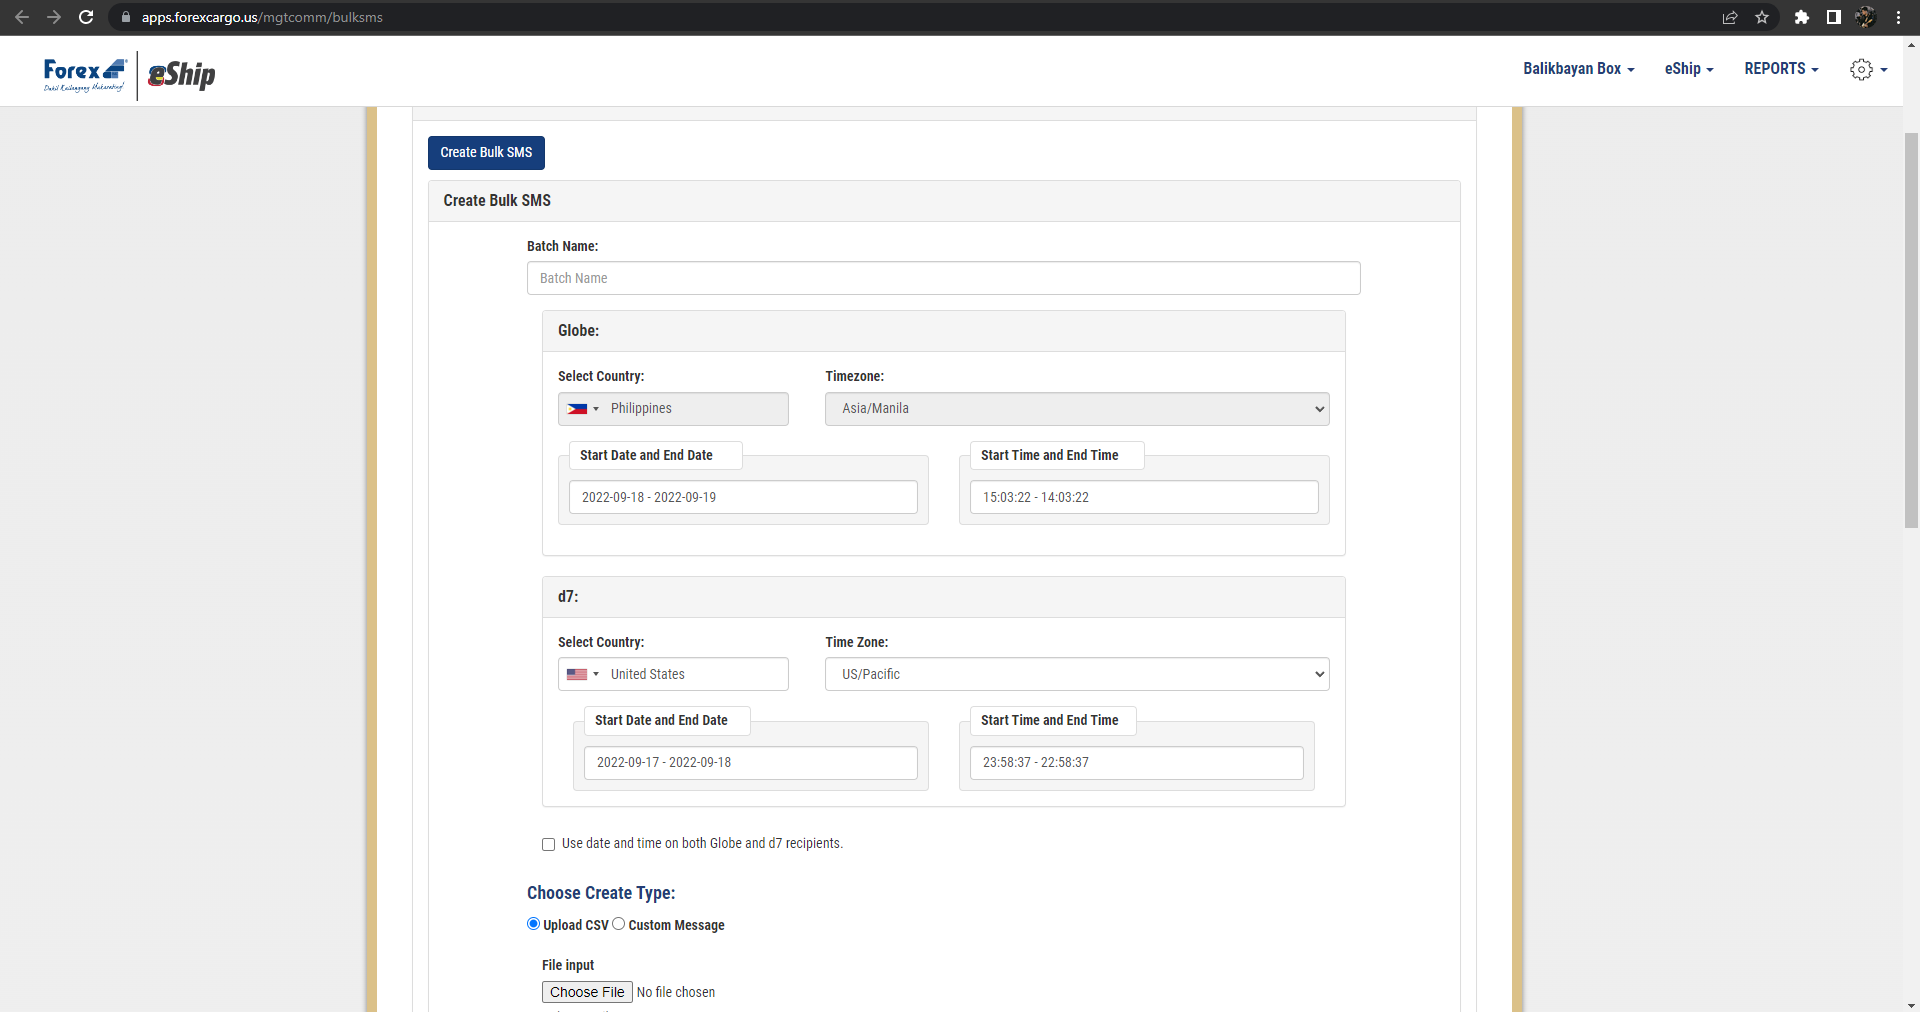 apps.forexcargo.us/mgtcomm/bulksms
Forex
eShip
Balikbayan Box
eShip
REPORTS
Create Bulk SMS
Create Bulk SMS
Batch Name:
Batch Name
Globe:
Select Country:
Timezone:
Philippines
Asia/Manila
Start Date and End Date
Start Time and End Time
2022-09-18 - 2022-09-19
15:03:22 - 14:03:22
d7:
Select Country:
Time Zone:
United States
US/Pacific
Start Date and End Date
Start Time and End Time
2022-09-17 - 2022-09-18
23:58:37 - 22:58:37
Use date and time on both Globe and d7 recipients.
Choose Create Type:
Upload CSV Custom Message
File input
Choose File No file chosen